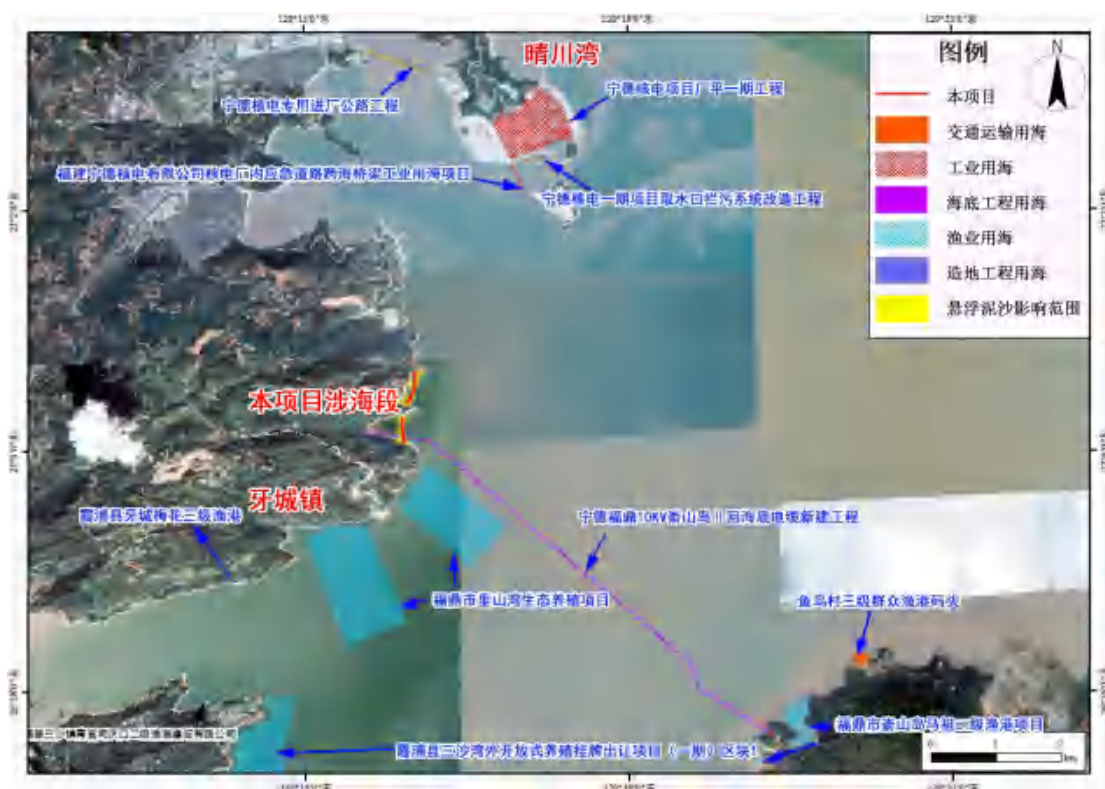 晴川湾
宁德核电专用进厂公路工程
宁德核电项目厂平一期工程
福建宁德核电有限公司核电厂内应急道路跨海桥梁工业用海项目
宁德核电一期项目取水口拦污系统改造工程
图例
N
本项目
交通运输用海
工业用海
海底工程用海
渔业用海
造地工程用海
悬浮泥沙影响范围
本项目涉海段
牙城镇
霞浦县牙城梅花三级渔港
宁德福鼎10KV嵛山岛II回海底电缆新建工程
福鼎市里山湾生态养殖项目
鱼鸟村三级群众渔港码头
福鼎市嵛山岛马祖二级渔港项目
霞浦县三沙湾外开放式养殖挂牌出让项目（一期）区块1
0 1 2
km